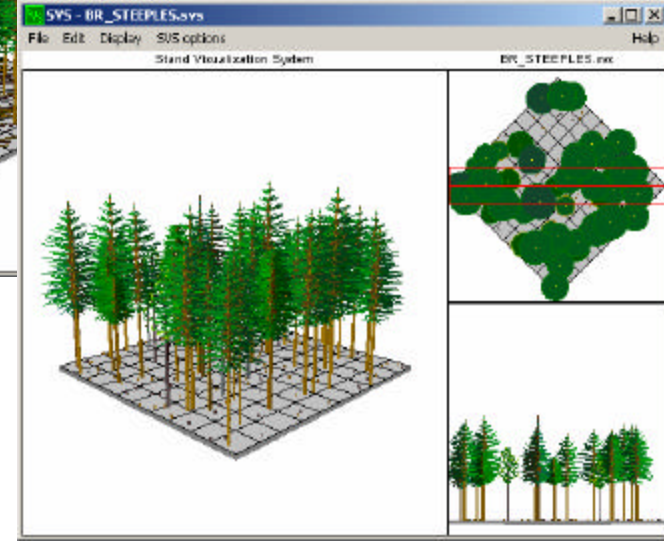 SVS - BR_STEEPLES.svs
File Edit Display SVS options Help
Stand Visualization System
BR_STEEPLES.svs